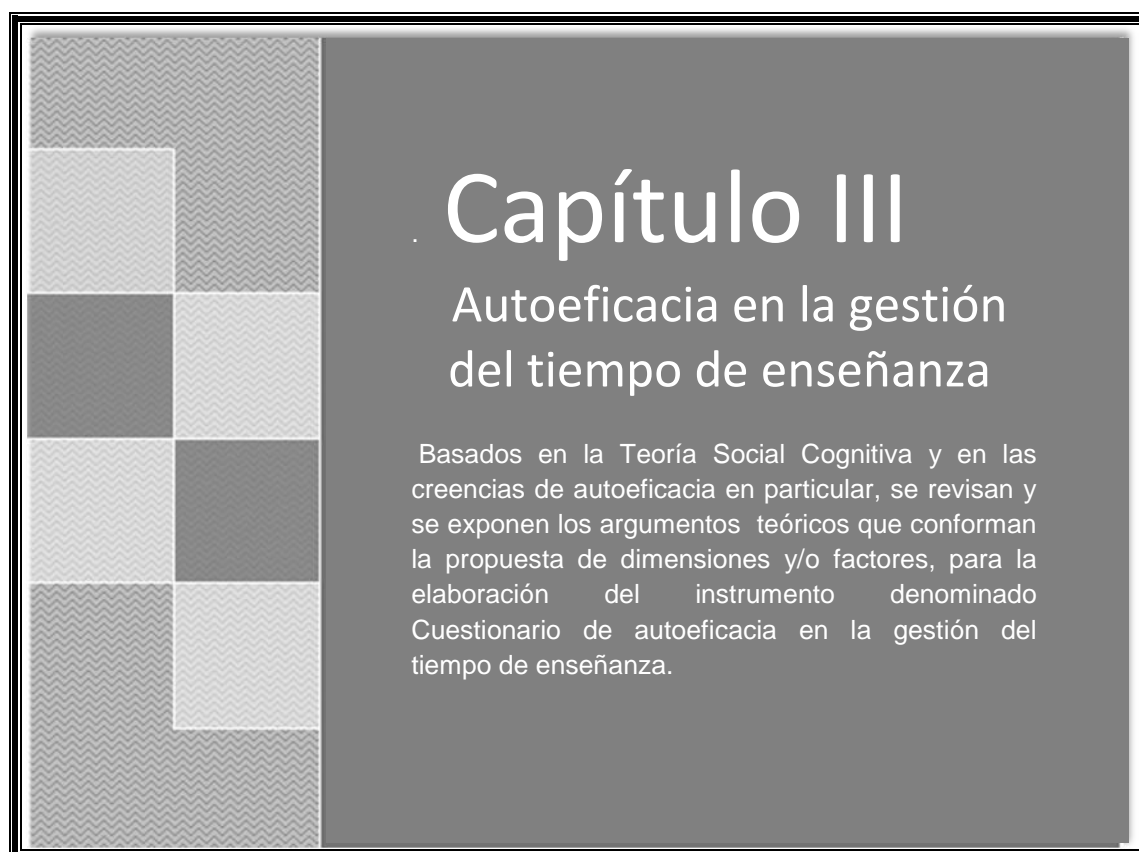 . Capítulo III
Autoeficacia en la gestión
del tiempo de enseñanza
Basados en la Teoría Social Cognitiva y en las
creencias de autoeficacia en particular, se revisan y
se exponen los argumentos teóricos que conforman
la propuesta de dimensiones y/o factores, para la
elaboración del instrumento denominado
Cuestionario de autoeficacia en la gestión del
tiempo de enseñanza.